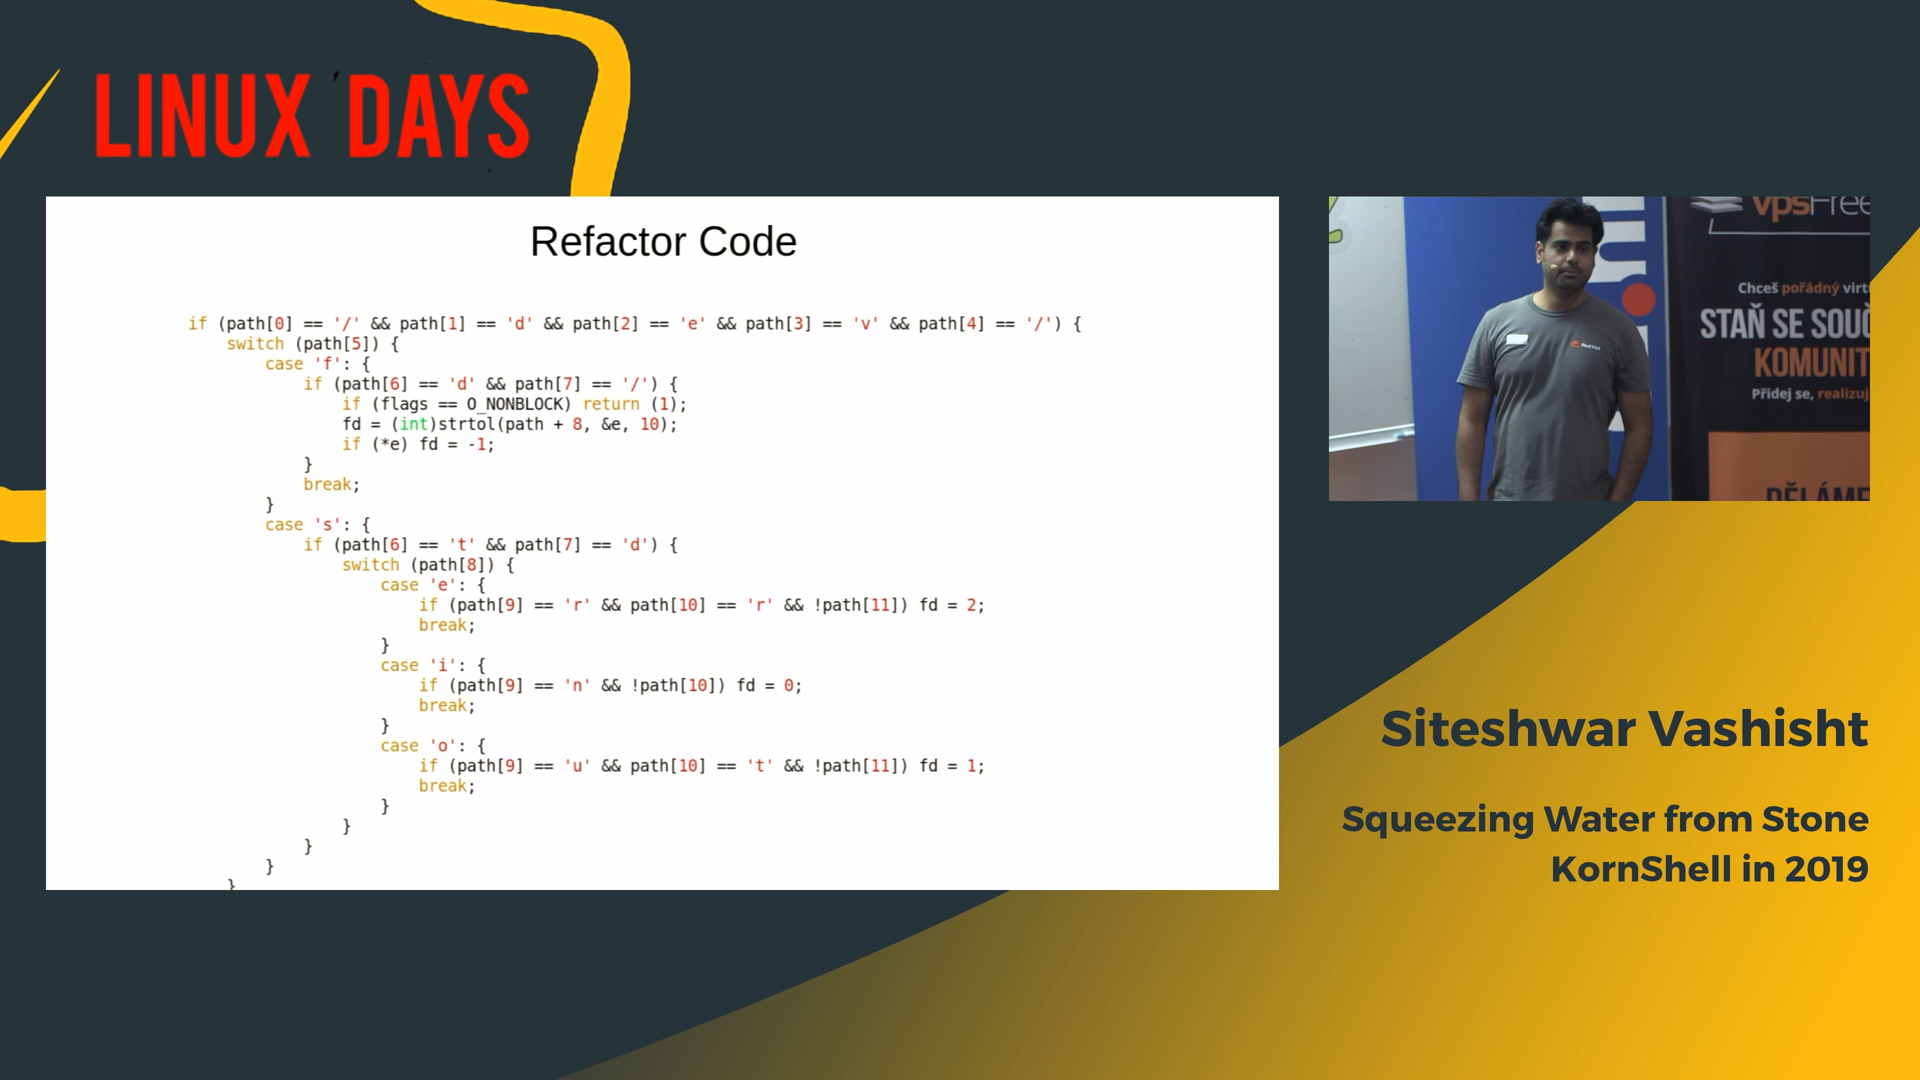 LINUX DAYS
Refactor Code
if (path[0] == '/' && path[1] == 'd' && path[2] == 'e' && path[3] == 'v' && path[4] == '/') {
    switch (path[5]) {
        case 'f': {
            if (path[6] == 'd' && path[7] == '/') {
                if (flags == O_NONBLOCK) return (1);
                fd = (int)strtol(path + 8, &e, 10);
                if (*e) fd = -1;
            }
            break;
        }
        case 's': {
            if (path[6] == 't' && path[7] == 'd') {
                switch (path[8]) {
                    case 'e': {
                        if (path[9] == 'r' && path[10] == 'r' && !path[11]) fd = 2;
                        break;
                    }
                    case 'i': {
                        if (path[9] == 'n' && !path[10]) fd = 0;
                        break;
                    }
                    case 'o': {
                        if (path[9] == 'u' && path[10] == 't' && !path[11]) fd = 1;
                        break;
                    }
                }
            }
        }
    }
vpsFree
Chceš pořádný virt
STAŇ SE SOUČ
KOMUNIT
Přidej se, realizuj
DĚLÁME
Red Hat
Siteshwar Vashisht
Squeezing Water from Stone
KornShell in 2019